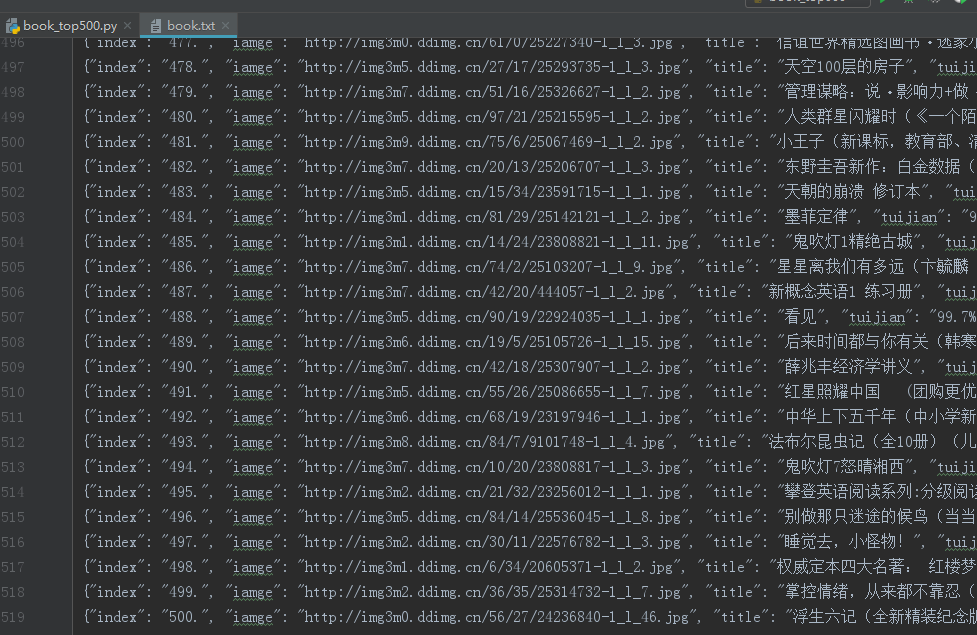 book_top500.py × book.txt ×
496 {"index": "477.", "iamge": "http://img3m0.ddimg.cn/61/0/25227340-1_l_3.jpg", "title": "信谊世界精选图画书·逃家小
497 {"index": "478.", "iamge": "http://img3m5.ddimg.cn/27/17/25293735-1_l_3.jpg", "title": "天空100层的房子", "tuiji
498 {"index": "479.", "iamge": "http://img3m7.ddimg.cn/51/16/25326627-1_l_2.jpg", "title": "管理谋略：说·影响力+做
499 {"index": "480.", "iamge": "http://img3m5.ddimg.cn/97/21/25215595-1_l_2.jpg", "title": "人类群星闪耀时（《一个陌
500 {"index": "481.", "iamge": "http://img3m9.ddimg.cn/75/6/25067469-1_l_2.jpg", "title": "小王子（新课标，教育部、清
501 {"index": "482.", "iamge": "http://img3m7.ddimg.cn/20/13/25206707-1_l_3.jpg", "title": "东野圭吾新作：白金数据（
502 {"index": "483.", "iamge": "http://img3m5.ddimg.cn/15/34/23591715-1_l_1.jpg", "title": "天朝的崩溃 修订本", "tui
503 {"index": "484.", "iamge": "http://img3m1.ddimg.cn/81/29/25142121-1_l_2.jpg", "title": "墨菲定律", "tuijian": "9
504 {"index": "485.", "iamge": "http://img3m1.ddimg.cn/14/24/23808821-1_l_11.jpg", "title": "鬼吹灯1精绝古城", "tuij
505 {"index": "486.", "iamge": "http://img3m7.ddimg.cn/74/2/25103207-1_l_9.jpg", "title": "星星离我们有多远（卞毓麟
506 {"index": "487.", "iamge": "http://img3m7.ddimg.cn/42/20/444057-1_l_2.jpg", "title": "新概念英语1 练习册", "tuij
507 {"index": "488.", "iamge": "http://img3m5.ddimg.cn/90/19/22924035-1_l_1.jpg", "title": "看见", "tuijian": "99.7%
508 {"index": "489.", "iamge": "http://img3m6.ddimg.cn/19/5/25105726-1_l_15.jpg", "title": "后来时间都与你有关（韩寒
509 {"index": "490.", "iamge": "http://img3m7.ddimg.cn/42/18/25307907-1_l_2.jpg", "title": "薛兆丰经济学讲义", "tuij
510 {"index": "491.", "iamge": "http://img3m5.ddimg.cn/55/26/25086655-1_l_7.jpg", "title": "红星照耀中国 （团购更优
511 {"index": "492.", "iamge": "http://img3m6.ddimg.cn/68/19/23197946-1_l_1.jpg", "title": "中华上下五千年（中小学新
512 {"index": "493.", "iamge": "http://img3m8.ddimg.cn/84/7/9101748-1_l_4.jpg", "title": "法布尔昆虫记（全10册）（儿
513 {"index": "494.", "iamge": "http://img3m7.ddimg.cn/10/20/23808817-1_l_3.jpg", "title": "鬼吹灯7怒晴湘西", "tuiji
514 {"index": "495.", "iamge": "http://img3m2.ddimg.cn/21/32/23256012-1_l_1.jpg", "title": "攀登英语阅读系列:分级阅读
515 {"index": "496.", "iamge": "http://img3m5.ddimg.cn/84/14/25536045-1_l_8.jpg", "title": "别做那只迷途的候鸟（当当
516 {"index": "497.", "iamge": "http://img3m2.ddimg.cn/30/11/22576782-1_l_3.jpg", "title": "睡觉去，小怪物！", "tuij
517 {"index": "498.", "iamge": "http://img3m1.ddimg.cn/6/34/20605371-1_l_2.jpg", "title": "权威定本四大名著： 红楼梦
518 {"index": "499.", "iamge": "http://img3m2.ddimg.cn/36/35/25314732-1_l_7.jpg", "title": "掌控情绪，从来都不靠忍（
519 {"index": "500.", "iamge": "http://img3m0.ddimg.cn/56/27/24236840-1_l_46.jpg", "title": "浮生六记（全新精装纪念版